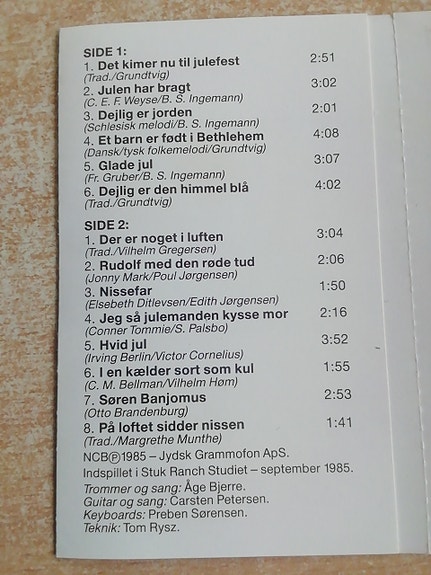 SIDE 1:
1. Det kimer nu til julefest 2:51
(Trad./Grundtvig)
2. Julen har bragt 3:02
(C. E. F. Weyse/B. S. Ingemann)
3. Dejlig er jorden 2:01
(Schlesisk melodi/B. S. Ingemann)
4. Et barn er født i Bethlehem 4:08
(Dansk/tysk folkemelodi/Grundtvig)
5. Glade jul 3:07
(Fr. Gruber/B. S. Ingemann)
6. Dejlig er den himmel blå 4:02
(Trad./Grundtvig)
SIDE 2:
1. Der er noget i luften 3:04
(Trad./Vilhelm Gregersen)
2. Rudolf med den røde tud 2:06
(Jonny Mark/Poul Jørgensen)
3. Nissefar 1:50
(Elsebeth Ditlevsen/Edith Jørgensen)
4. Jeg så julemanden kysse mor 2:16
(Conner Tommie/S. Palsbo)
5. Hvid jul 3:52
(Irving Berlin/Victor Cornelius)
6. I en kælder sort som kul 1:55
(C. M. Bellman/Vilhelm Høm)
7. Søren Banjomus 2:53
(Otto Brandenburg)
8. På loftet sidder nissen 1:41
(Trad./Margrethe Munthe)
NCB℗1985 – Jydsk Grammofon ApS.
Indspillet i Stuk Ranch Studiet – september 1985.
Trommer og sang: Åge Bjerre.
Guitar og sang: Carsten Petersen.
Keyboards: Preben Sørensen.
Teknik: Tom Rysz.